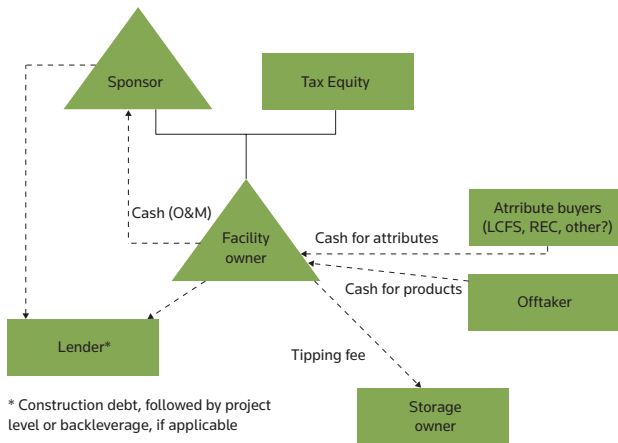 Sponsor
Tax Equity
Cash (O&M)
Facility
owner
Atrribute buyers
(LCFS, REC, other?)
Cash for attributes
Cash for products
Offtaker
Lender*
Tipping fee
Storage
owner
* Construction debt, followed by project
level or backleverage, if applicable